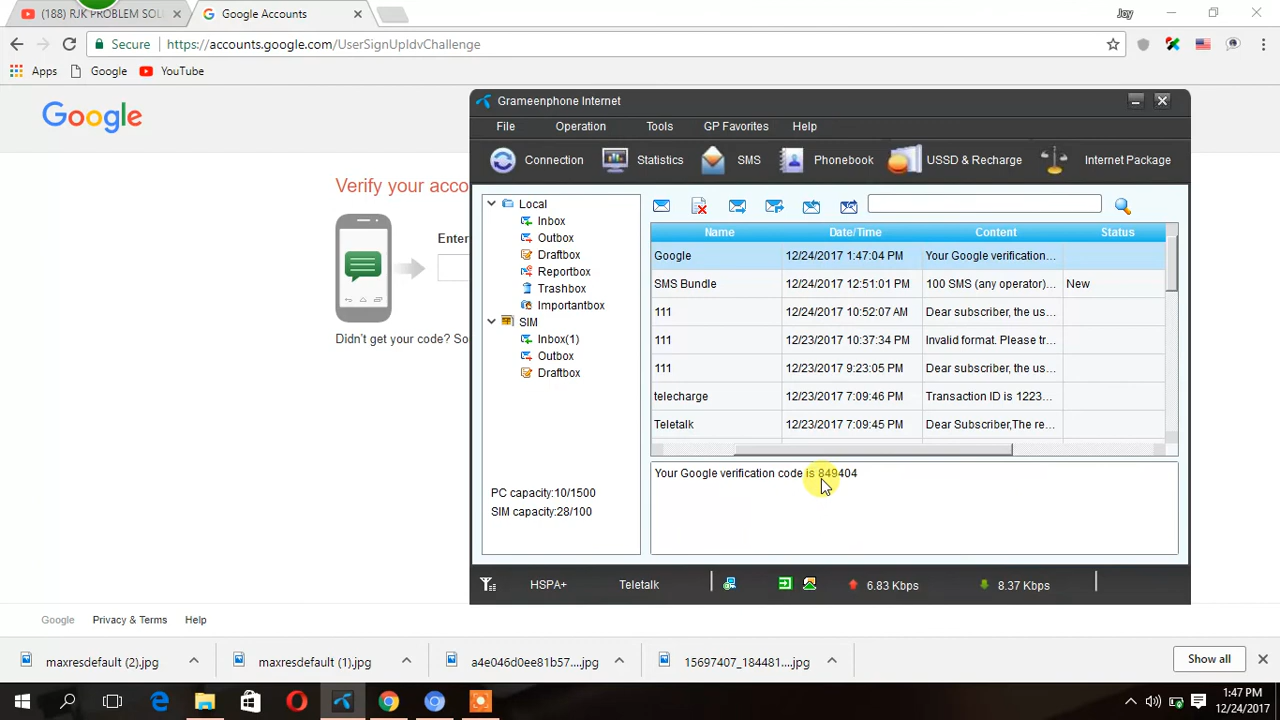 (188) RJK PROBLEM SOL
Google Accounts
Joy
Secure
https://accounts.google.com/UserSignUpIdvChallenge
Apps
Google
YouTube
Google
Verify your acco
Enter
Didn't get your code? So
Grameenphone Internet
File
Operation
Tools
GP Favorites
Help
Connection
Statistics
SMS
Phonebook
USSD & Recharge
Internet Package
Local
Inbox
Outbox
Draftbox
Reportbox
Trashbox
Importantbox
SIM
Inbox(1)
Outbox
Draftbox
PC capacity:10/1500
SIM capacity:28/100
Name Date/Time Content Status
Google 12/24/2017 1:47:04 PM Your Google verification...
SMS Bundle 12/24/2017 12:51:01 PM 100 SMS (any operator)... New
111 12/24/2017 10:52:07 AM Dear subscriber, the us...
111 12/23/2017 10:37:34 PM Invalid format. Please tr...
111 12/23/2017 9:23:05 PM Dear subscriber, the us...
telecharge 12/23/2017 7:09:46 PM Transaction ID is 1223...
Teletalk 12/23/2017 7:09:45 PM Dear Subscriber,The re...
Your Google verification code is 849404
HSPA+
Teletalk
6.83 Kbps
8.37 Kbps
Google
Privacy & Terms
Help
maxresdefault (2).jpg
maxresdefault (1).jpg
a4e046d0ee81b57....jpg
15697407_184481....jpg
Show all
1:47 PM
12/24/2017